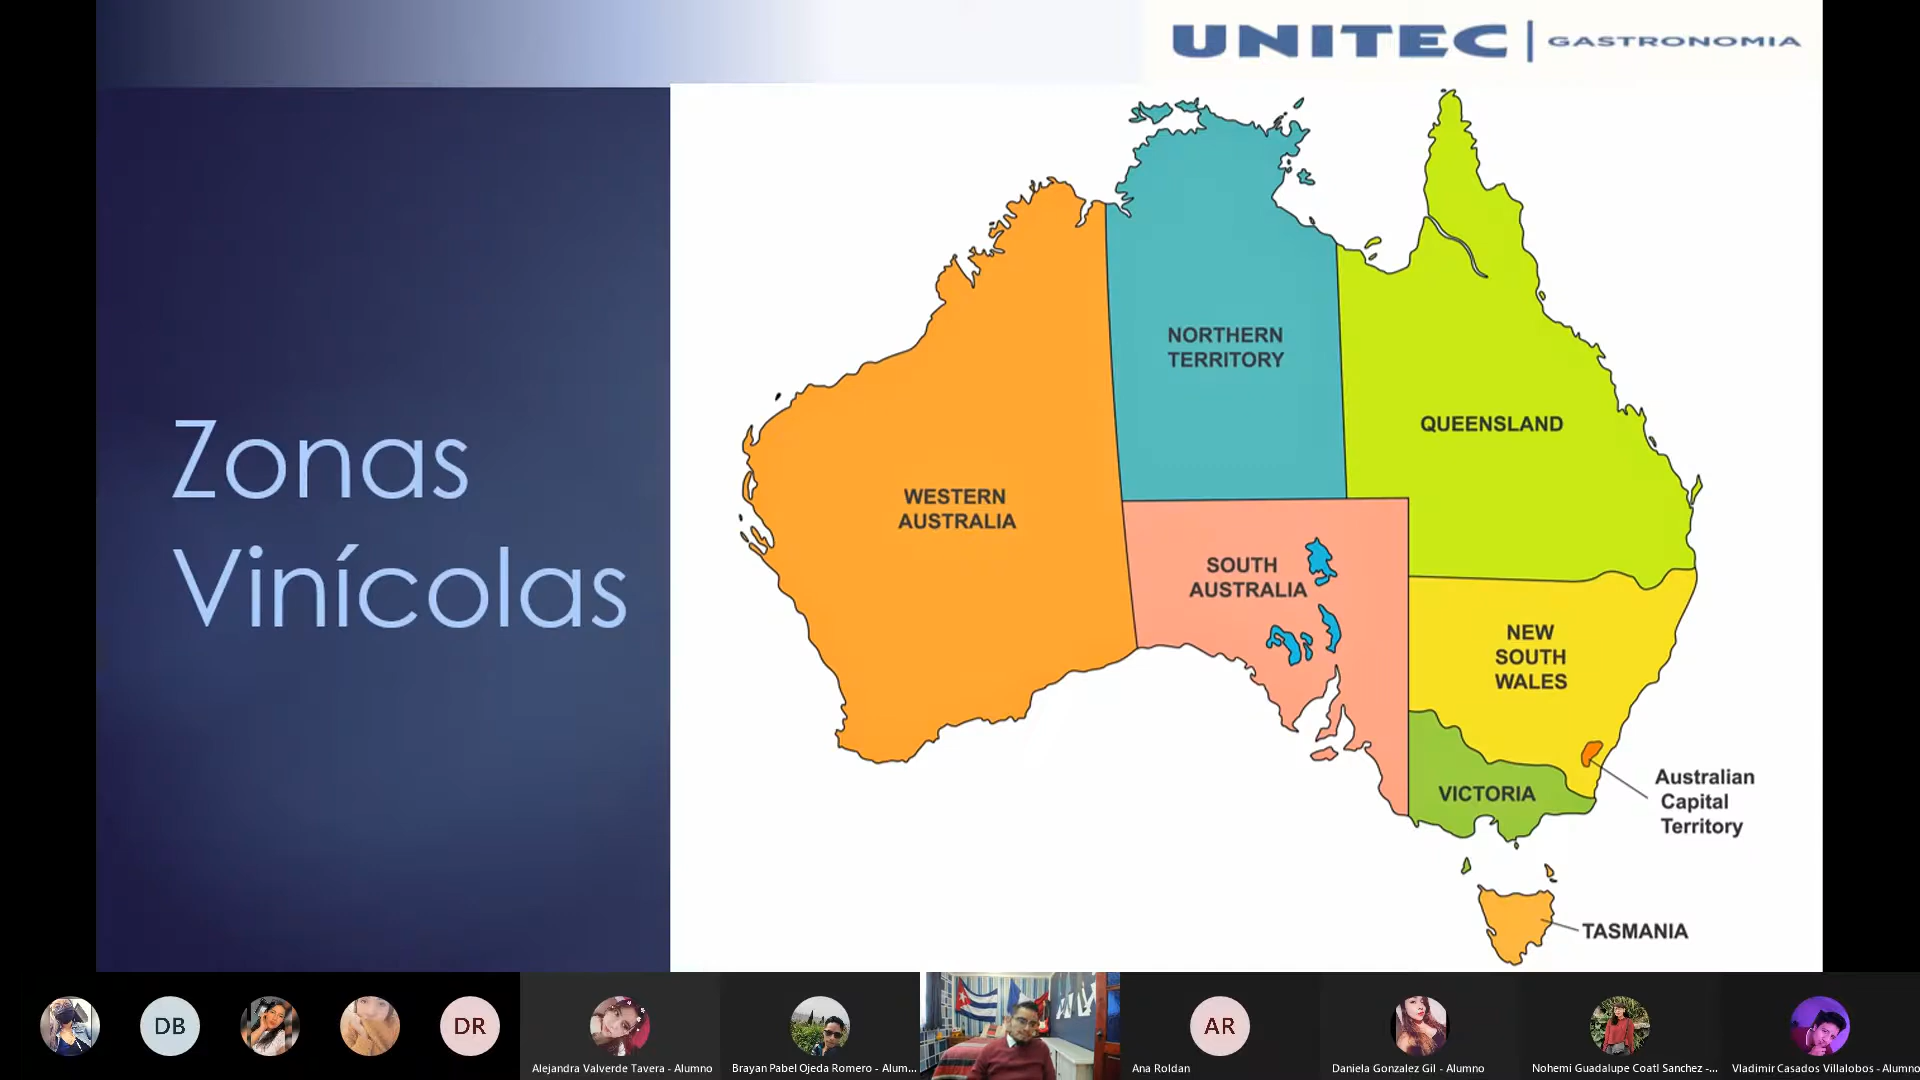 UNITEC | GASTRONOMIA
Zonas
Vinícolas
NORTHERN
TERRITORY
QUEENSLAND
WESTERN
AUSTRALIA
SOUTH
AUSTRALIA
NEW
SOUTH
WALES
VICTORIA
Australian
Capital
Territory
TASMANIA
DB
DR
AR
Alejandra Valverde Tavera - Alumno
Brayan Pabel Ojeda Romero - Alum...
Ana Roldan
Daniela Gonzalez Gil - Alumno
Nohemi Guadalupe Coatl Sanchez -...
Vladimir Casados Villalobos - Alumno